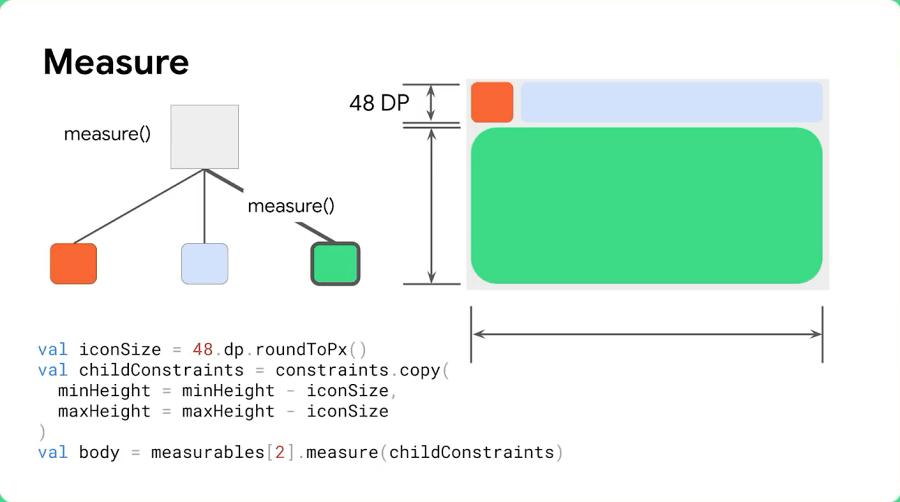 Measure
measure()
measure()
48 DP
val iconSize = 48.dp.roundToPx()
val childConstraints = constraints.copy(
  minHeight = minHeight - iconSize,
  maxHeight = maxHeight - iconSize
)
val body = measurables[2].measure(childConstraints)